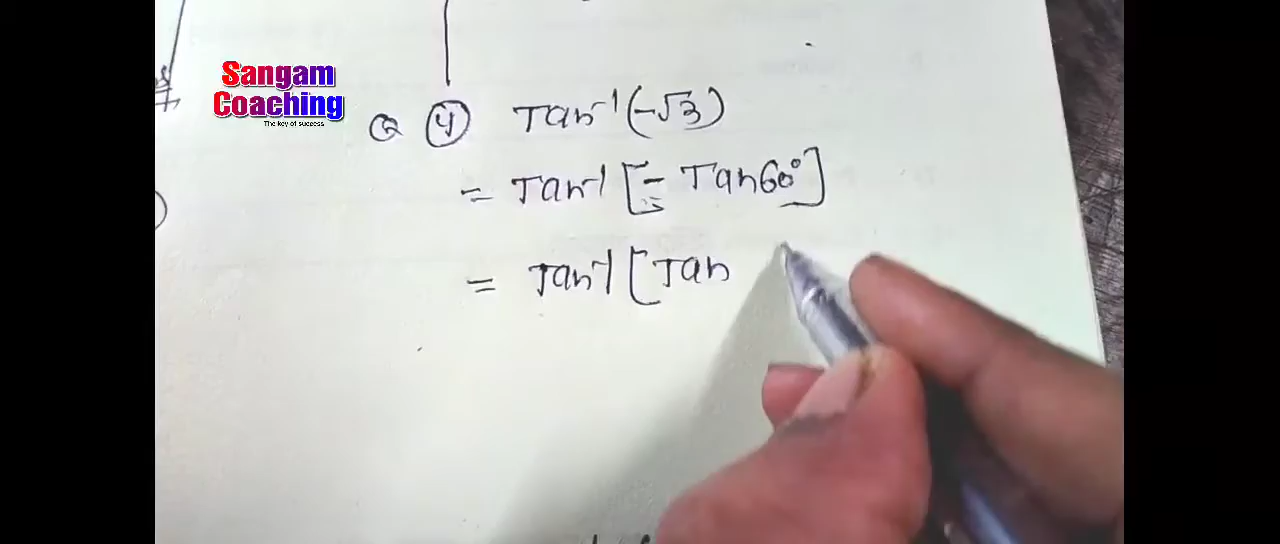 Sangam
Coaching
The key of success
Q ④ Tan⁻¹(-√3)
= Tan⁻¹[- Tan60°]
= Tan⁻¹[Tan